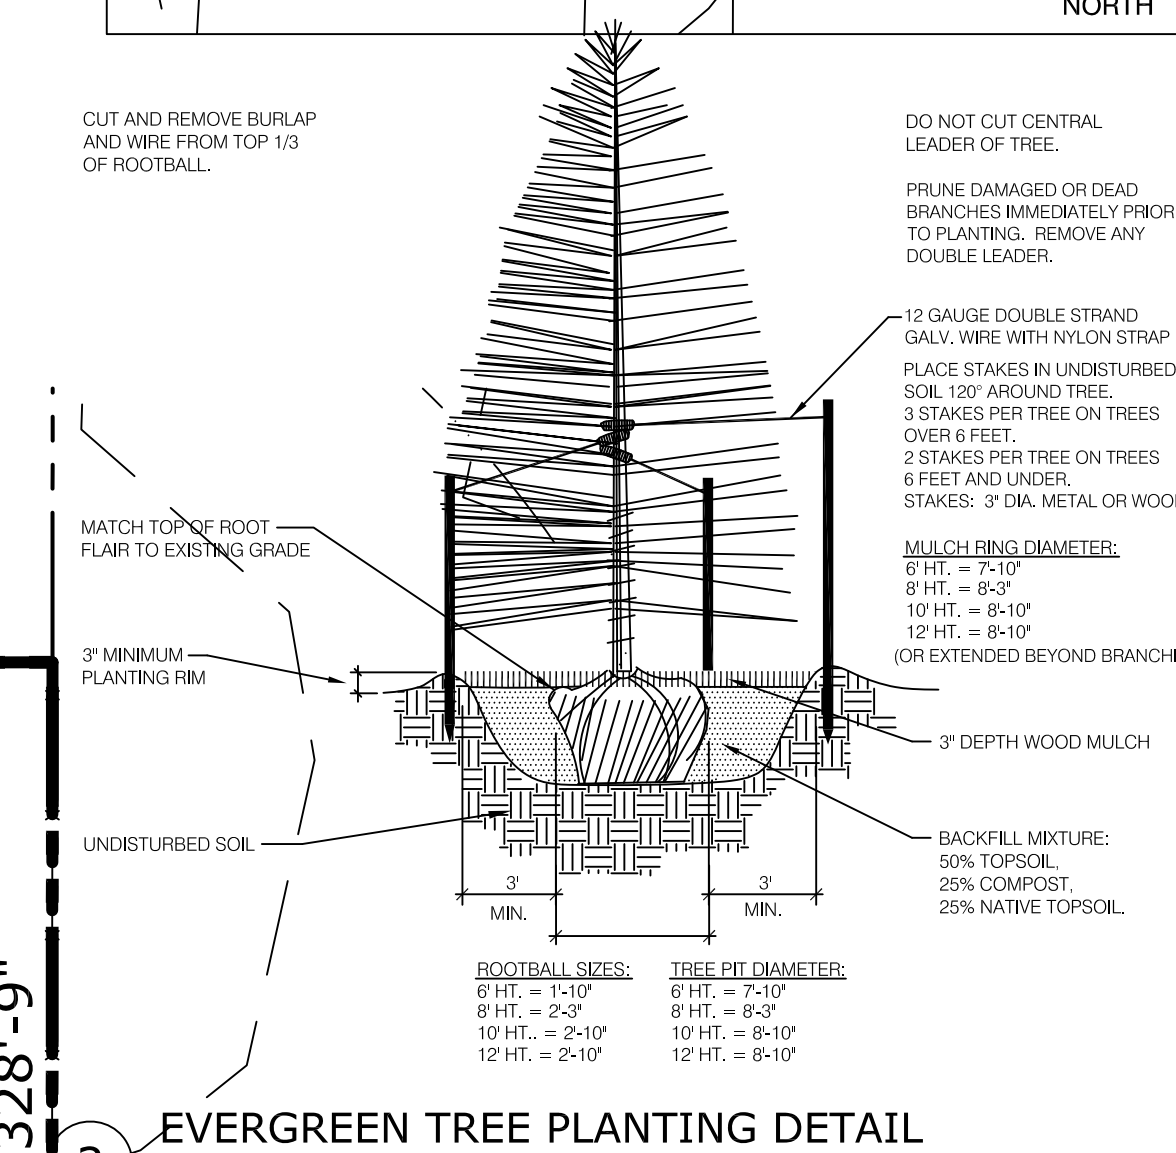 NORTH
CUT AND REMOVE BURLAP
AND WIRE FROM TOP 1/3
OF ROOTBALL.
DO NOT CUT CENTRAL
LEADER OF TREE.
PRUNE DAMAGED OR DEAD
BRANCHES IMMEDIATELY PRIOR
TO PLANTING. REMOVE ANY
DOUBLE LEADER.
12 GAUGE DOUBLE STRAND
GALV. WIRE WITH NYLON STRAP
PLACE STAKES IN UNDISTURBED
SOIL 120° AROUND TREE.
3 STAKES PER TREE ON TREES
OVER 6 FEET.
2 STAKES PER TREE ON TREES
6 FEET AND UNDER.
STAKES: 3" DIA. METAL OR WOO
MATCH TOP OF ROOT
FLAIR TO EXISTING GRADE
MULCH RING DIAMETER:
6' HT. = 7'-10"
8' HT. = 8'-3"
10' HT. = 8'-10"
12' HT. = 8'-10"
(OR EXTENDED BEYOND BRANCH
3" MINIMUM
PLANTING RIM
3" DEPTH WOOD MULCH
UNDISTURBED SOIL
BACKFILL MIXTURE:
50% TOPSOIL,
25% COMPOST,
25% NATIVE TOPSOIL.
3'
MIN.
3'
MIN.
ROOTBALL SIZES:
6' HT. = 1'-10"
8' HT. = 2'-3"
10' HT.. = 2'-10"
12' HT. = 2'-10"
TREE PIT DIAMETER:
6' HT. = 7'-10"
8' HT. = 8'-3"
10' HT. = 8'-10"
12' HT. = 8'-10"
328'-9"
EVERGREEN TREE PLANTING DETAIL